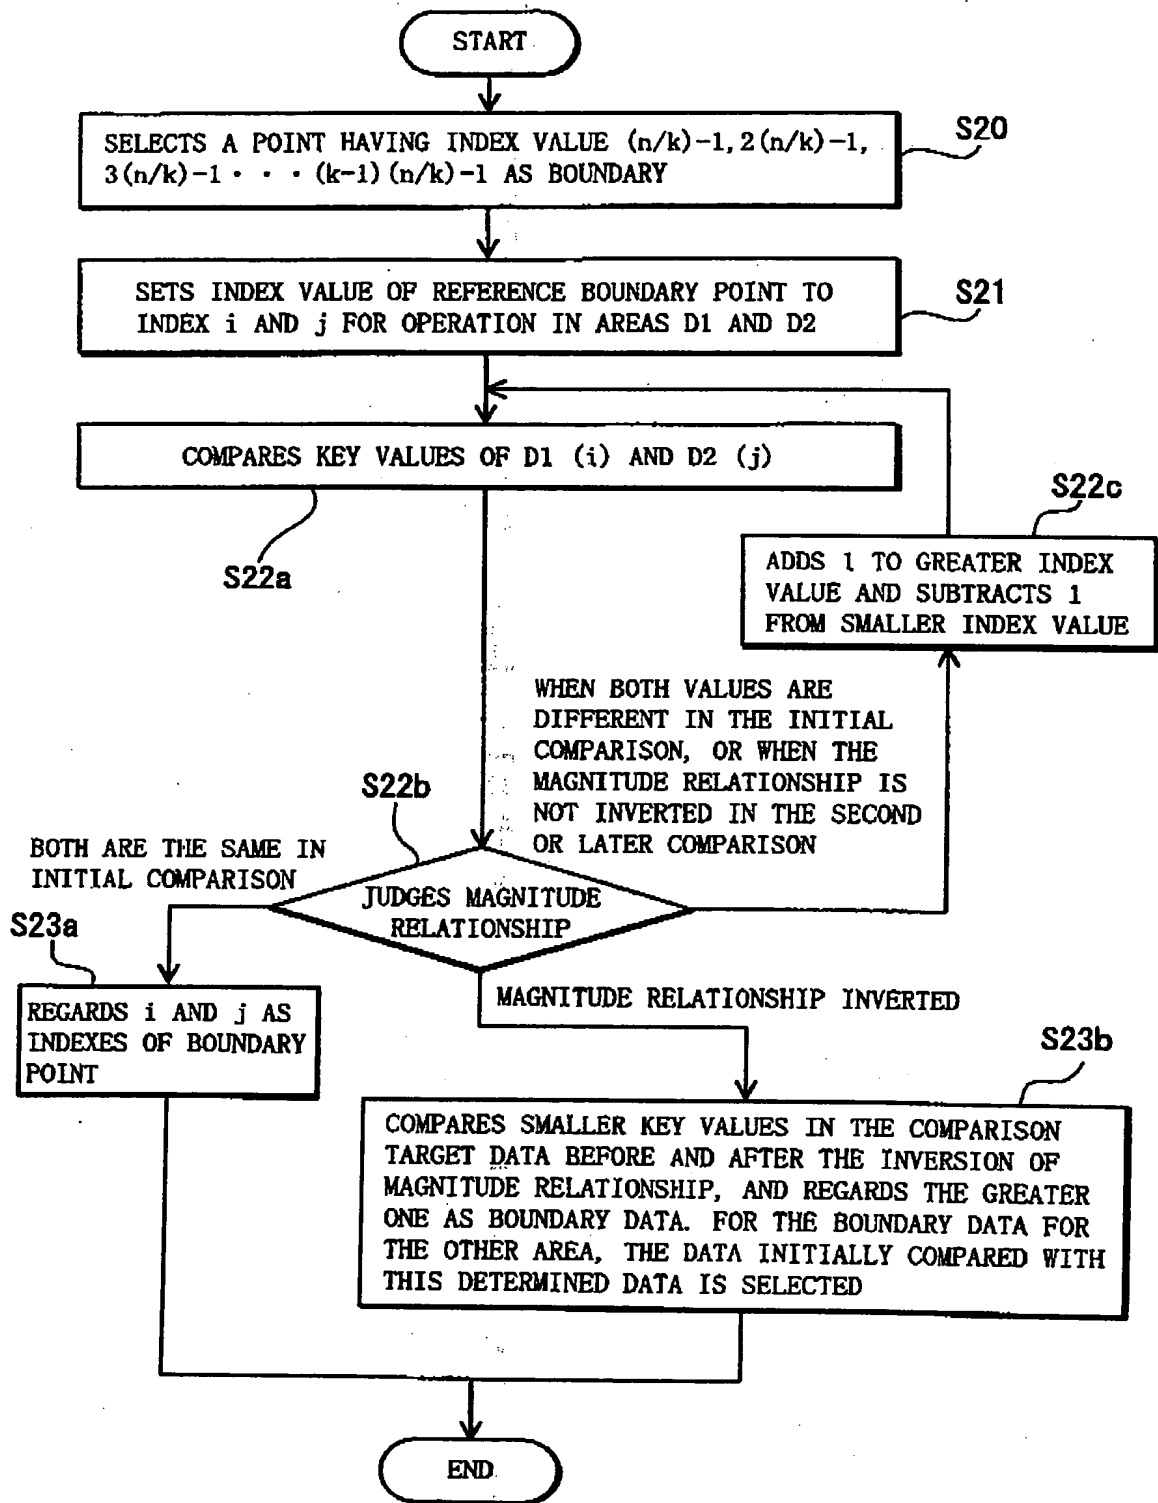 START
SELECTS A POINT HAVING INDEX VALUE (n/k)-1, 2(n/k)-1,
3(n/k)-1・・・(k-1)(n/k)-1 AS BOUNDARY
S20
SETS INDEX VALUE OF REFERENCE BOUNDARY POINT TO
INDEX i AND j FOR OPERATION IN AREAS D1 AND D2
S21
COMPARES KEY VALUES OF D1 (i) AND D2 (j)
S22a
S22c
ADDS 1 TO GREATER INDEX
VALUE AND SUBTRACTS 1
FROM SMALLER INDEX VALUE
WHEN BOTH VALUES ARE
DIFFERENT IN THE INITIAL
COMPARISON, OR WHEN THE
MAGNITUDE RELATIONSHIP IS
NOT INVERTED IN THE SECOND
OR LATER COMPARISON
S22b
BOTH ARE THE SAME IN
INITIAL COMPARISON
JUDGES MAGNITUDE
RELATIONSHIP
S23a
REGARDS i AND j AS
INDEXES OF BOUNDARY
POINT
MAGNITUDE RELATIONSHIP INVERTED
S23b
COMPARES SMALLER KEY VALUES IN THE COMPARISON
TARGET DATA BEFORE AND AFTER THE INVERSION OF
MAGNITUDE RELATIONSHIP, AND REGARDS THE GREATER
ONE AS BOUNDARY DATA. FOR THE BOUNDARY DATA FOR
THE OTHER AREA, THE DATA INITIALLY COMPARED WITH
THIS DETERMINED DATA IS SELECTED
END